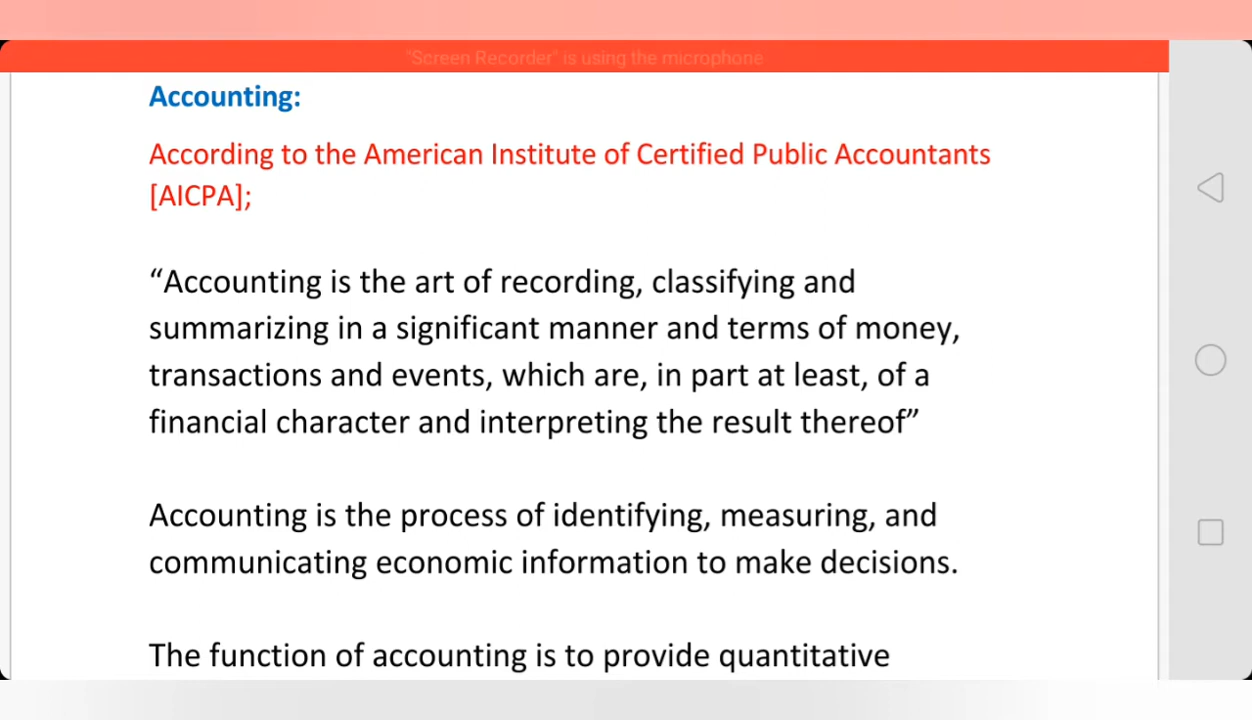 "Screen Recorder" is using the microphone
Accounting:
According to the American Institute of Certified Public Accountants
[AICPA];
“Accounting is the art of recording, classifying and
summarizing in a significant manner and terms of money,
transactions and events, which are, in part at least, of a
financial character and interpreting the result thereof”
Accounting is the process of identifying, measuring, and
communicating economic information to make decisions.
The function of accounting is to provide quantitative